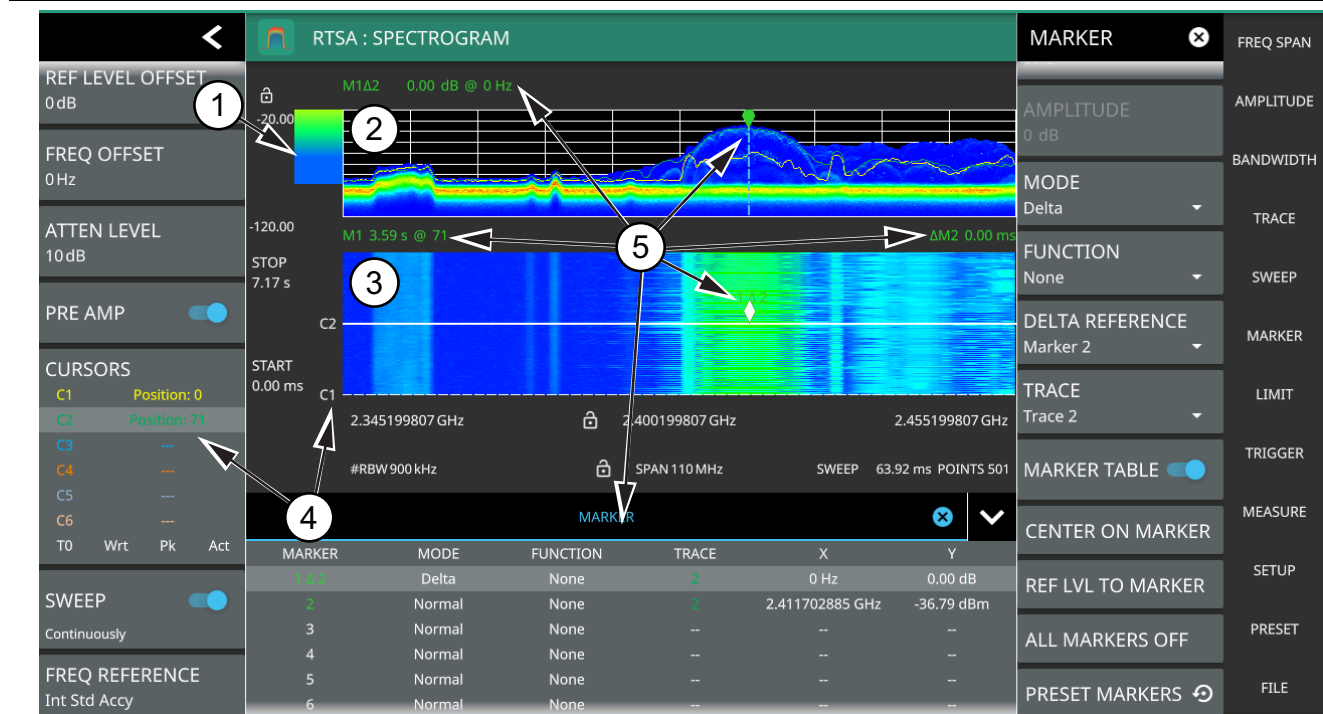 RTSA : SPECTROGRAM
REF LEVEL OFFSET
0 dB
FREQ OFFSET
0 Hz
ATTEN LEVEL
10 dB
PRE AMP
CURSORS
C1 Position: 0
C2 Position: 71
C3 ---
C4 ---
C5 ---
C6 ---
T0 Wrt Pk Act
SWEEP
Continuously
FREQ REFERENCE
Int Std Accy
1
M1Δ2 0.00 dB @ 0 Hz
-20.00
2
-120.00
M1 3.59 s @ 71
5
ΔM2 0.00 ms
STOP
7.17 s
3
C2
START
0.00 ms
C1
2.345199807 GHz 2.400199807 GHz 2.455199807 GHz
#RBW 900 kHz SPAN 110 MHz SWEEP 63.92 ms POINTS 501
4
MARKER
MARKER MODE FUNCTION TRACE X Y
1 Δ 2 Delta None 2 0 Hz 0.00 dB
2 Normal None 2 2.411702885 GHz -36.79 dBm
3 Normal None -- -- --
4 Normal None -- -- --
5 Normal None -- -- --
6 Normal None -- -- --
MARKER
AMPLITUDE
0 dB
MODE
Delta
FUNCTION
None
DELTA REFERENCE
Marker 2
TRACE
Trace 2
MARKER TABLE
CENTER ON MARKER
REF LVL TO MARKER
ALL MARKERS OFF
PRESET MARKERS
FREQ SPAN
AMPLITUDE
BANDWIDTH
TRACE
SWEEP
MARKER
LIMIT
TRIGGER
MEASURE
SETUP
PRESET
FILE